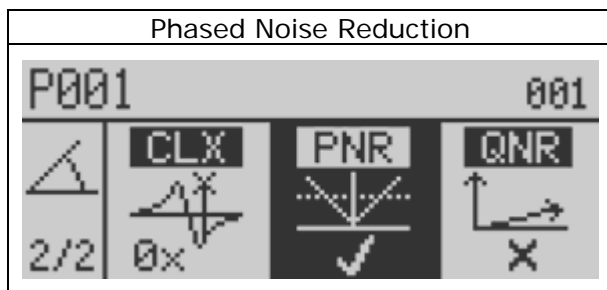 Phased Noise Reduction
P001 001
CLX PNR QNR
2/2 0x